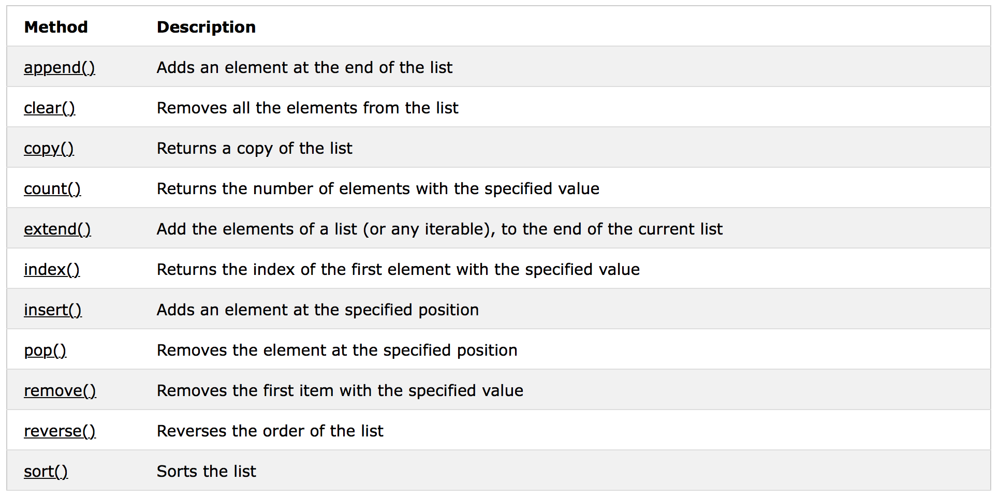 Method Description
append() Adds an element at the end of the list
clear() Removes all the elements from the list
copy() Returns a copy of the list
count() Returns the number of elements with the specified value
extend() Add the elements of a list (or any iterable), to the end of the current list
index() Returns the index of the first element with the specified value
insert() Adds an element at the specified position
pop() Removes the element at the specified position
remove() Removes the first item with the specified value
reverse() Reverses the order of the list
sort() Sorts the list